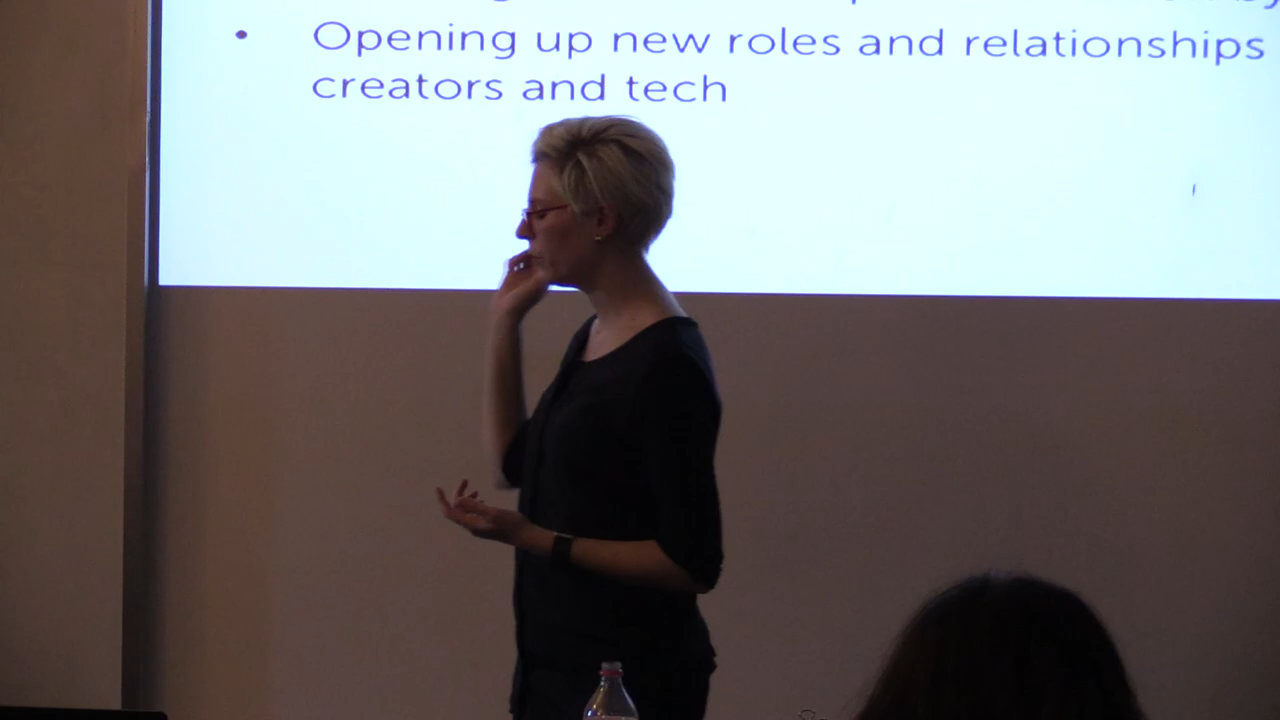 • Opening up new roles and relationships
creators and tech